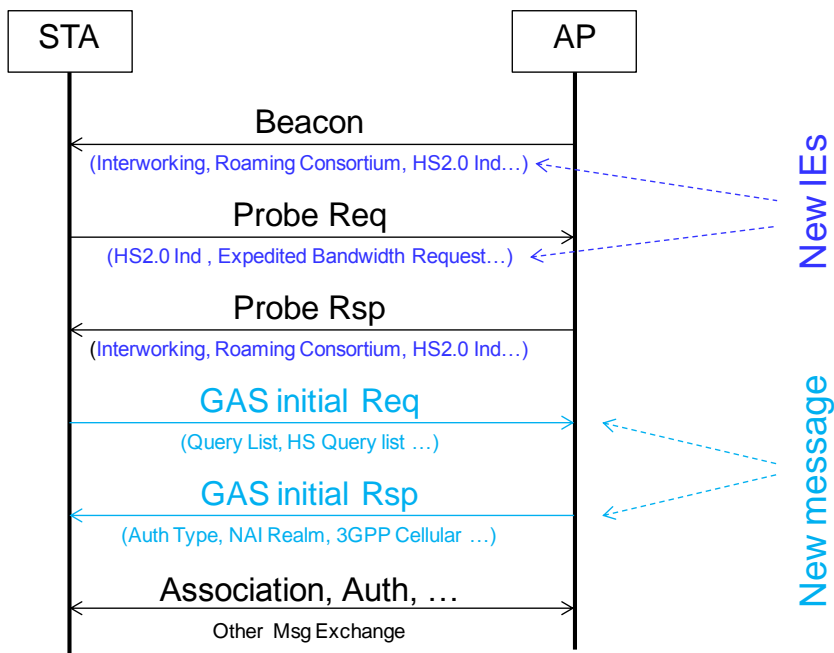 STA
AP
Beacon
(Interworking, Roaming Consortium, HS2.0 Ind…)
New IEs
Probe Req
(HS2.0 Ind , Expedited Bandwidth Request…)
Probe Rsp
(Interworking, Roaming Consortium, HS2.0 Ind…)
GAS initial Req
(Query List, HS Query list …)
New message
GAS initial Rsp
(Auth Type, NAI Realm, 3GPP Cellular …)
Association, Auth, …
Other Msg Exchange